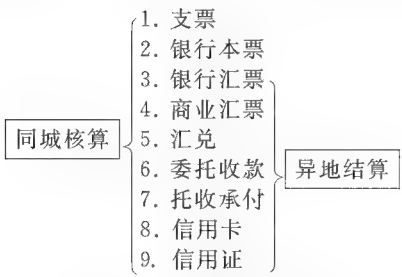 1. 支票
2. 银行本票
3. 银行汇票
4. 商业汇票
同城核算
5. 汇兑
6. 委托收款
异地结算
7. 托收承付
8. 信用卡
9. 信用证